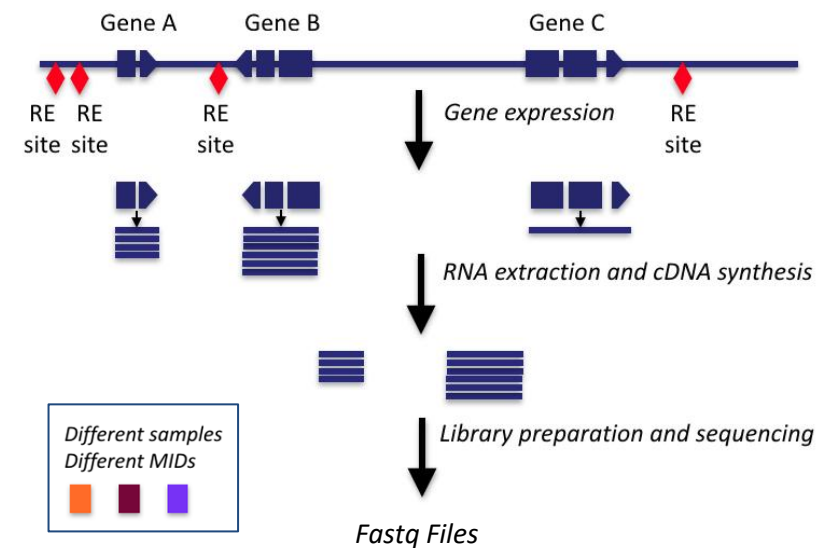 Gene A
Gene B
Gene C
RE site
RE site
RE site
RE site
Gene expression
RNA extraction and cDNA synthesis
Library preparation and sequencing
Different samples
Different MIDs
Fastq Files